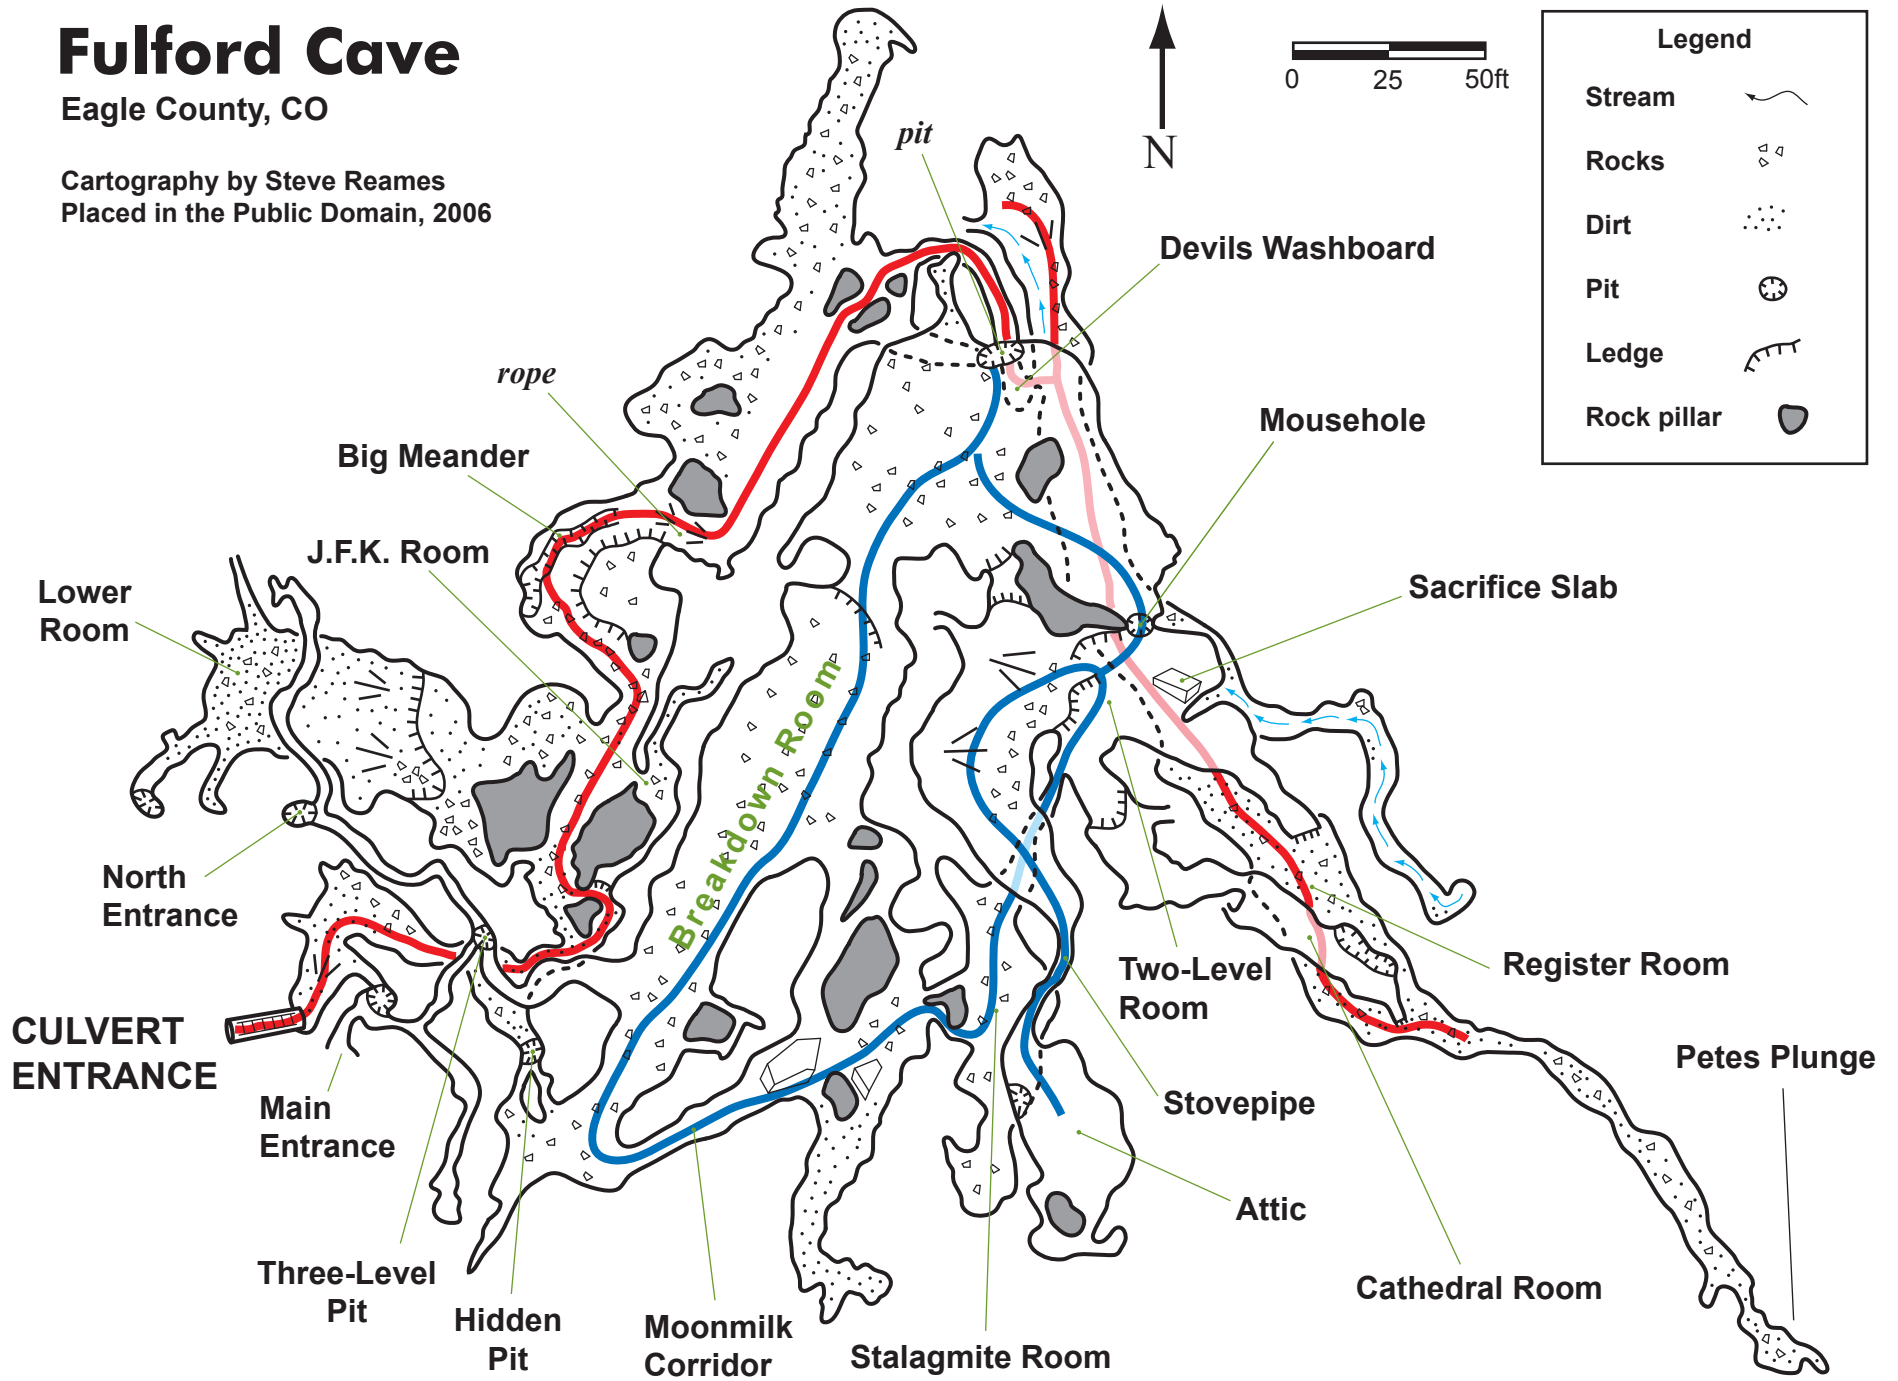 Fulford Cave
Eagle County, CO
Cartography by Steve Reames
Placed in the Public Domain, 2006
N
0 25 50ft
Legend
Stream
Rocks
Dirt
Pit
Ledge
Rock pillar
pit
Devils Washboard
rope
Mousehole
Big Meander
J.F.K. Room
Sacrifice Slab
Lower
Room
Breakdown Room
North
Entrance
Two-Level
Room
Register Room
CULVERT
ENTRANCE
Petes Plunge
Main
Entrance
Stovepipe
Attic
Three-Level
Pit
Hidden
Pit
Moonmilk
Corridor
Stalagmite Room
Cathedral Room